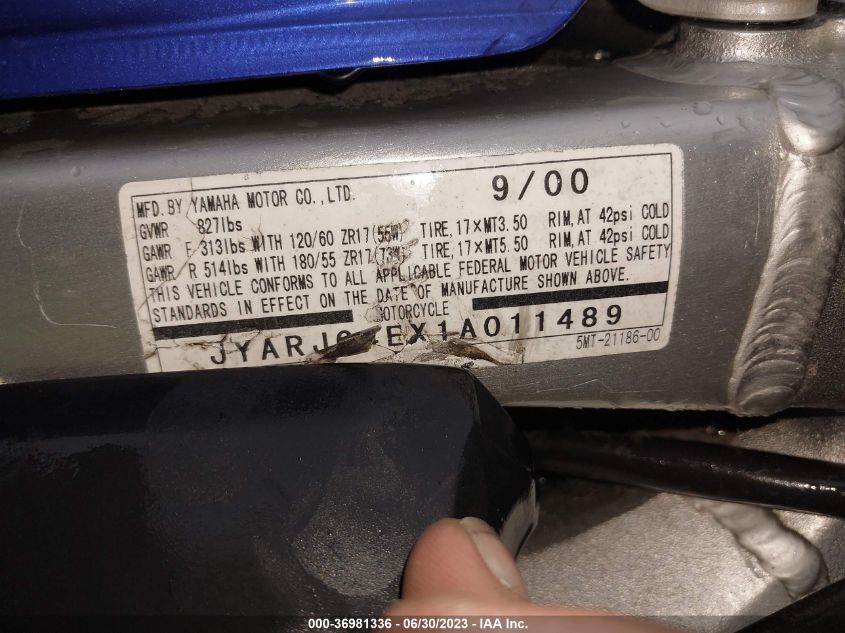 MFD. BY YAMAHA MOTOR CO., LTD. 9/00
GVWR 827lbs
GAWR F 313lbs WITH 120/60 ZR17(55W) TIRE, 17×MT3.50 RIM, AT 42psi COLD
GAWR R 514lbs WITH 180/55 ZR17(73W) TIRE, 17×MT5.50 RIM, AT 42psi COLD
THIS VEHICLE CONFORMS TO ALL APPLICABLE FEDERAL MOTOR VEHICLE SAFETY
STANDARDS IN EFFECT ON THE DATE OF MANUFACTURE SHOWN ABOVE.
MOTORCYCLE
5MT-21186-00
000-36981336 / 06/30/2023 - IAA Inc.